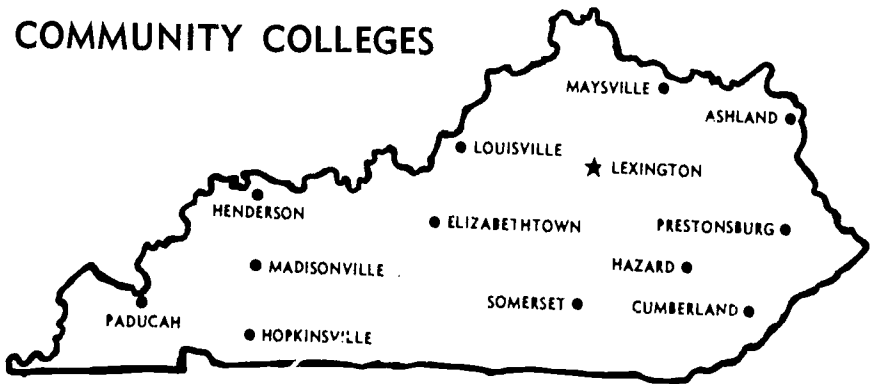 COMMUNITY COLLEGES
MAYSVILLE
ASHLAND
LOUISVILLE
LEXINGTON
HENDERSON
ELIZABETHTOWN
PRESTONSBURG
MADISONVILLE
HAZARD
SOMERSET
CUMBERLAND
PADUCAH
HOPKINSVILLE